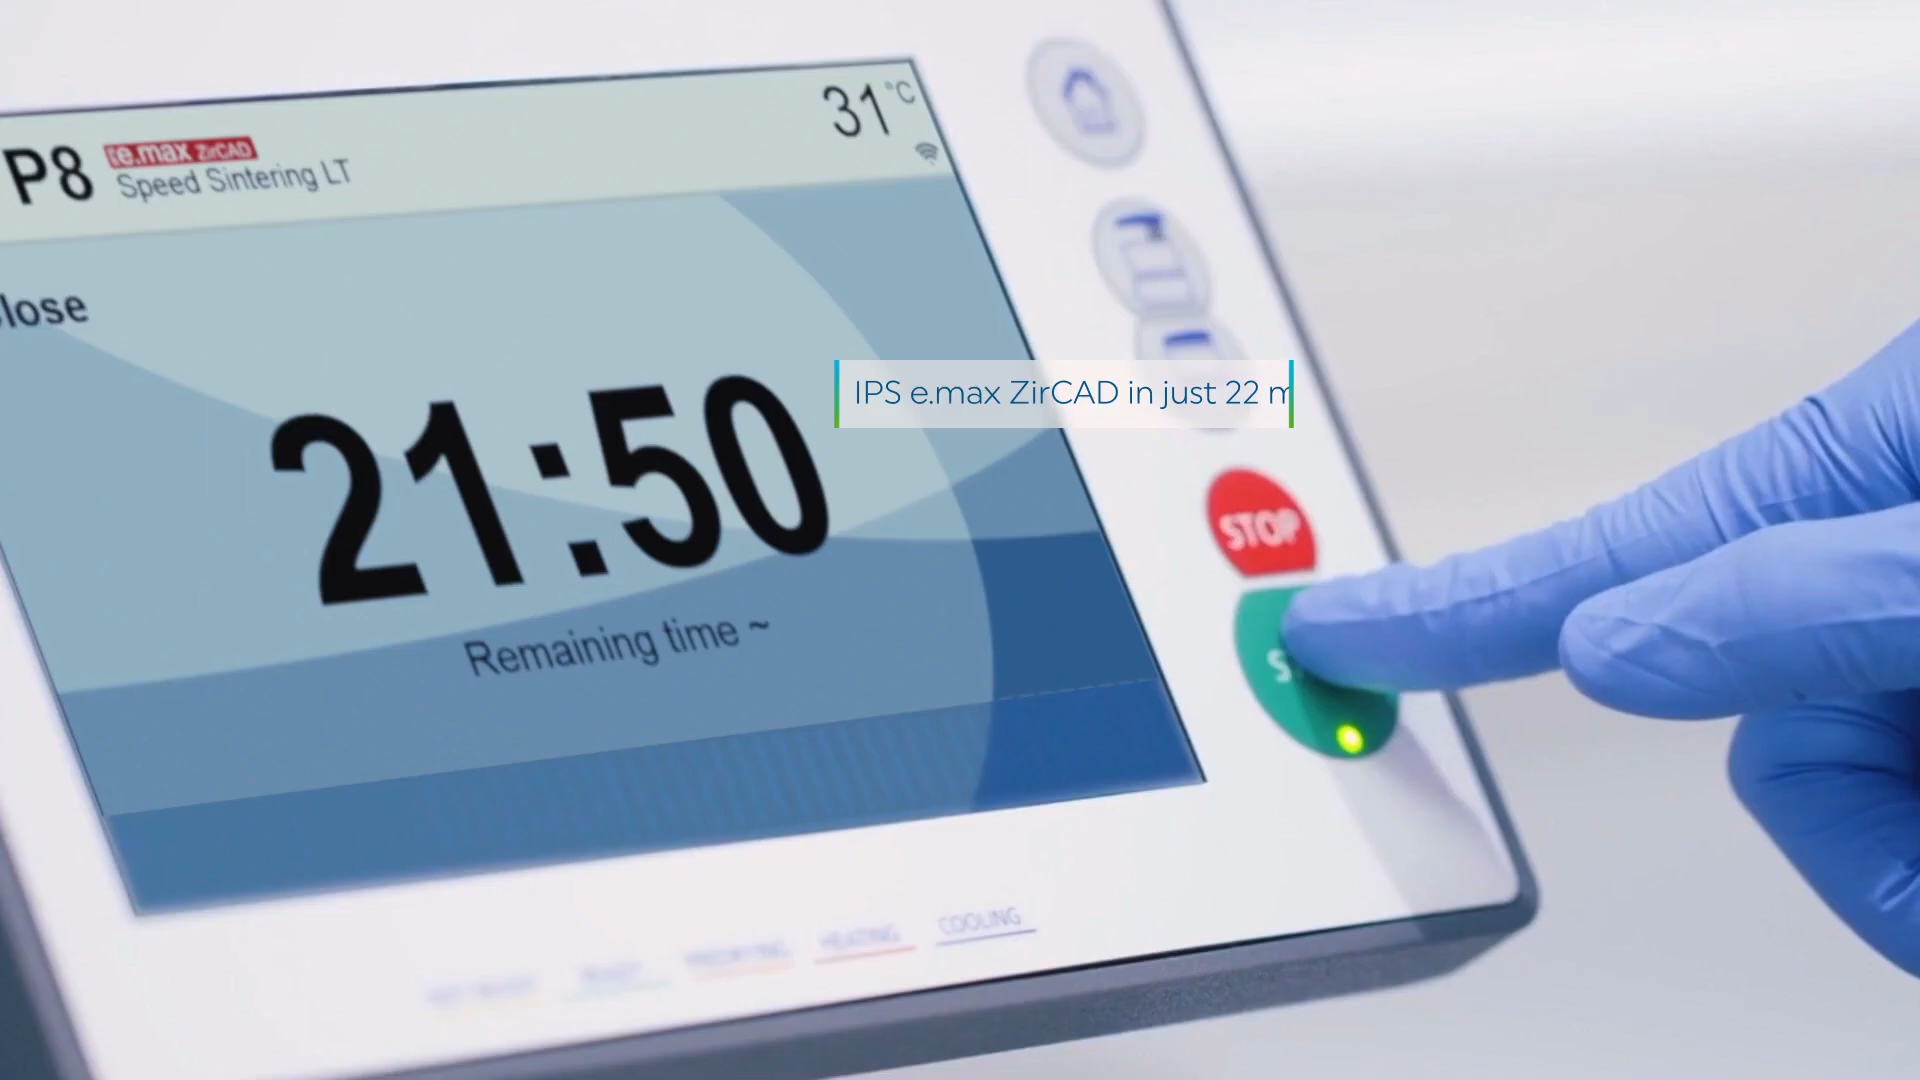 31 °C
P8 e.max ZirCAD
Speed Sintering LT
lose
21:50
IPS e.max ZirCAD in just 22 m
Remaining time ~
STOP
HEATING
COOLING